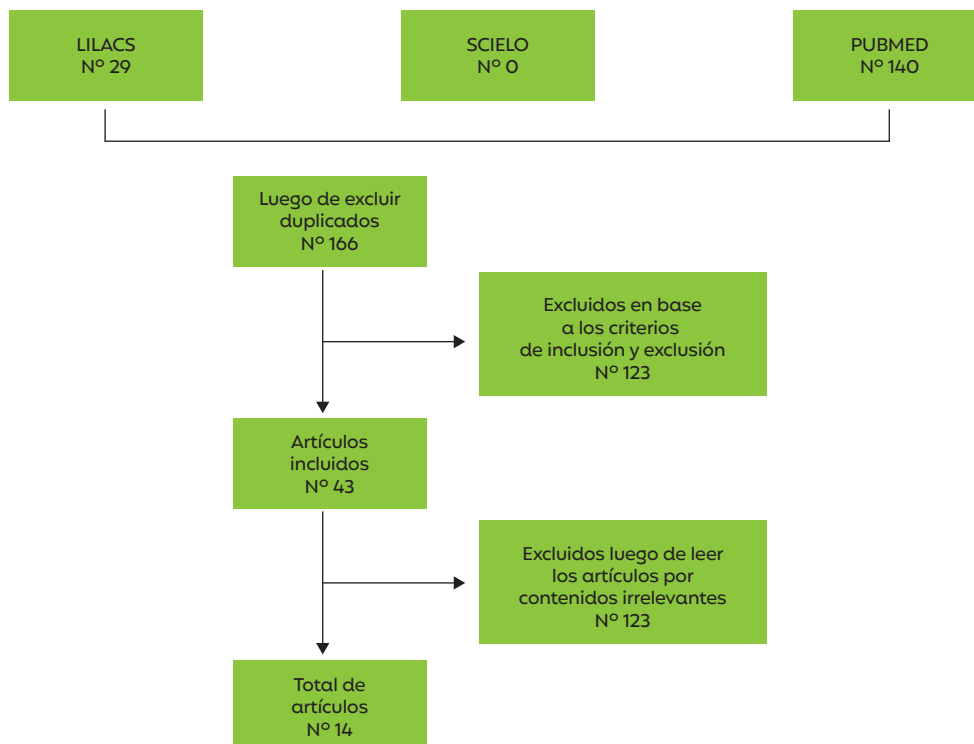 LILACS
Nº 29
SCIELO
Nº 0
PUBMED
Nº 140
Luego de excluir
duplicados
Nº 166
Excluidos en base
a los criterios
de inclusión y exclusión
Nº 123
Artículos
incluidos
Nº 43
Excluidos luego de leer
los artículos por
contenidos irrelevantes
Nº 123
Total de
artículos
Nº 14